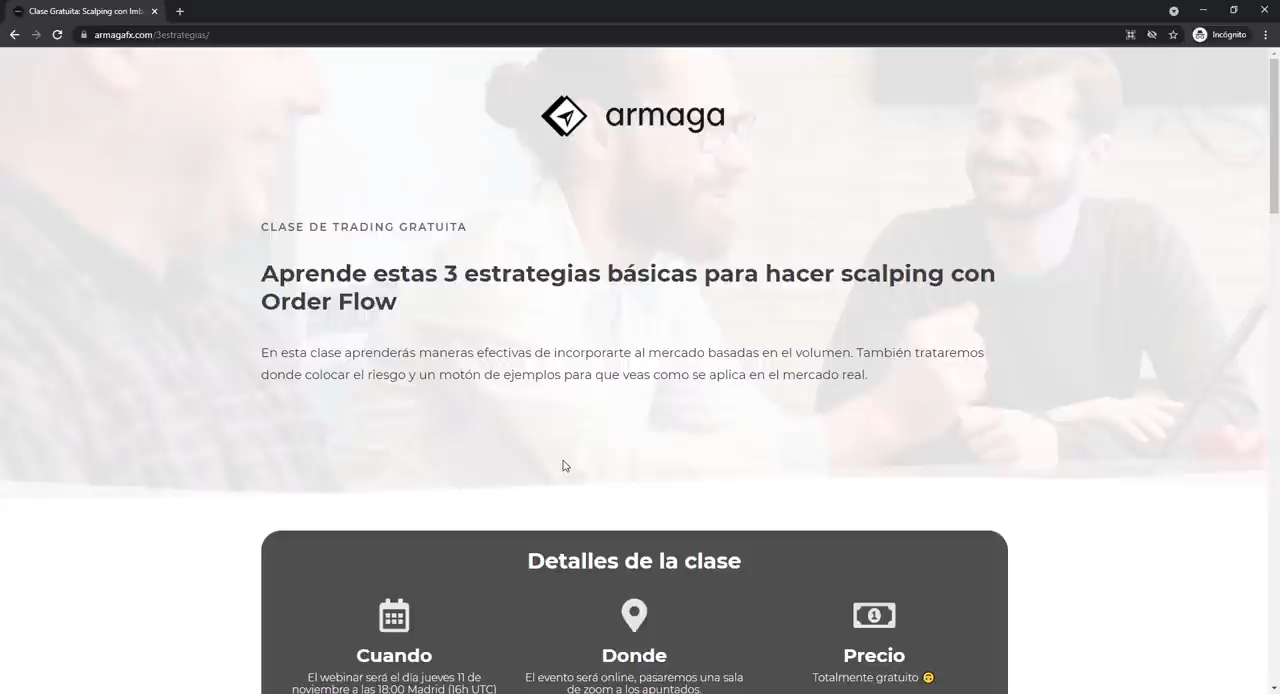 Clase Gratuita: Scalping con Imb
armagafx.com/3estrategias/
Incógnito
armaga
CLASE DE TRADING GRATUITA
Aprende estas 3 estrategias básicas para hacer scalping con
Order Flow
En esta clase aprenderás maneras efectivas de incorporarte al mercado basadas en el volumen. También trataremos
donde colocar el riesgo y un motón de ejemplos para que veas como se aplica en el mercado real.
Detalles de la clase
Cuando
El webinar será el día jueves 11 de
noviembre a las 18:00 Madrid (16h UTC)
Donde
El evento será online, pasaremos una sala
de zoom a los apuntados.
1
Precio
Totalmente gratuito